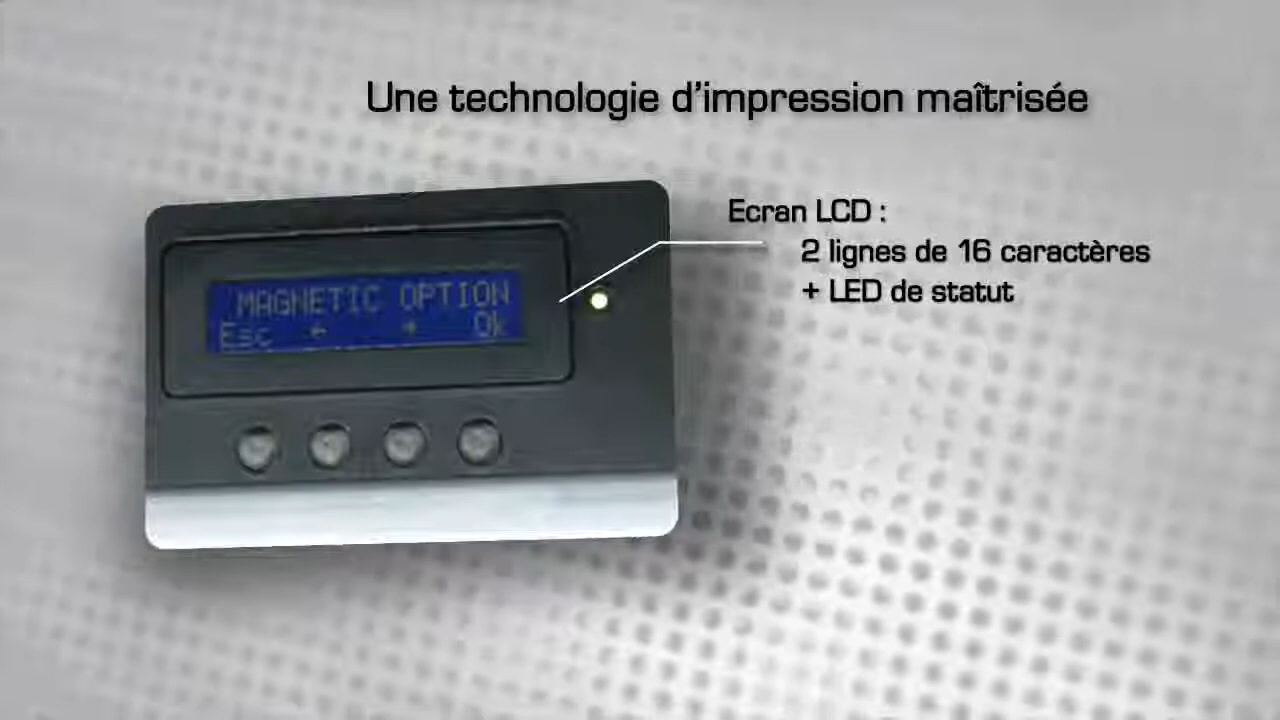 Une technologie d'impression maîtrisée
Ecran LCD :
2 lignes de 16 caractères
+ LED de statut
MAGNETIC OPTION
Esc ← → Ok